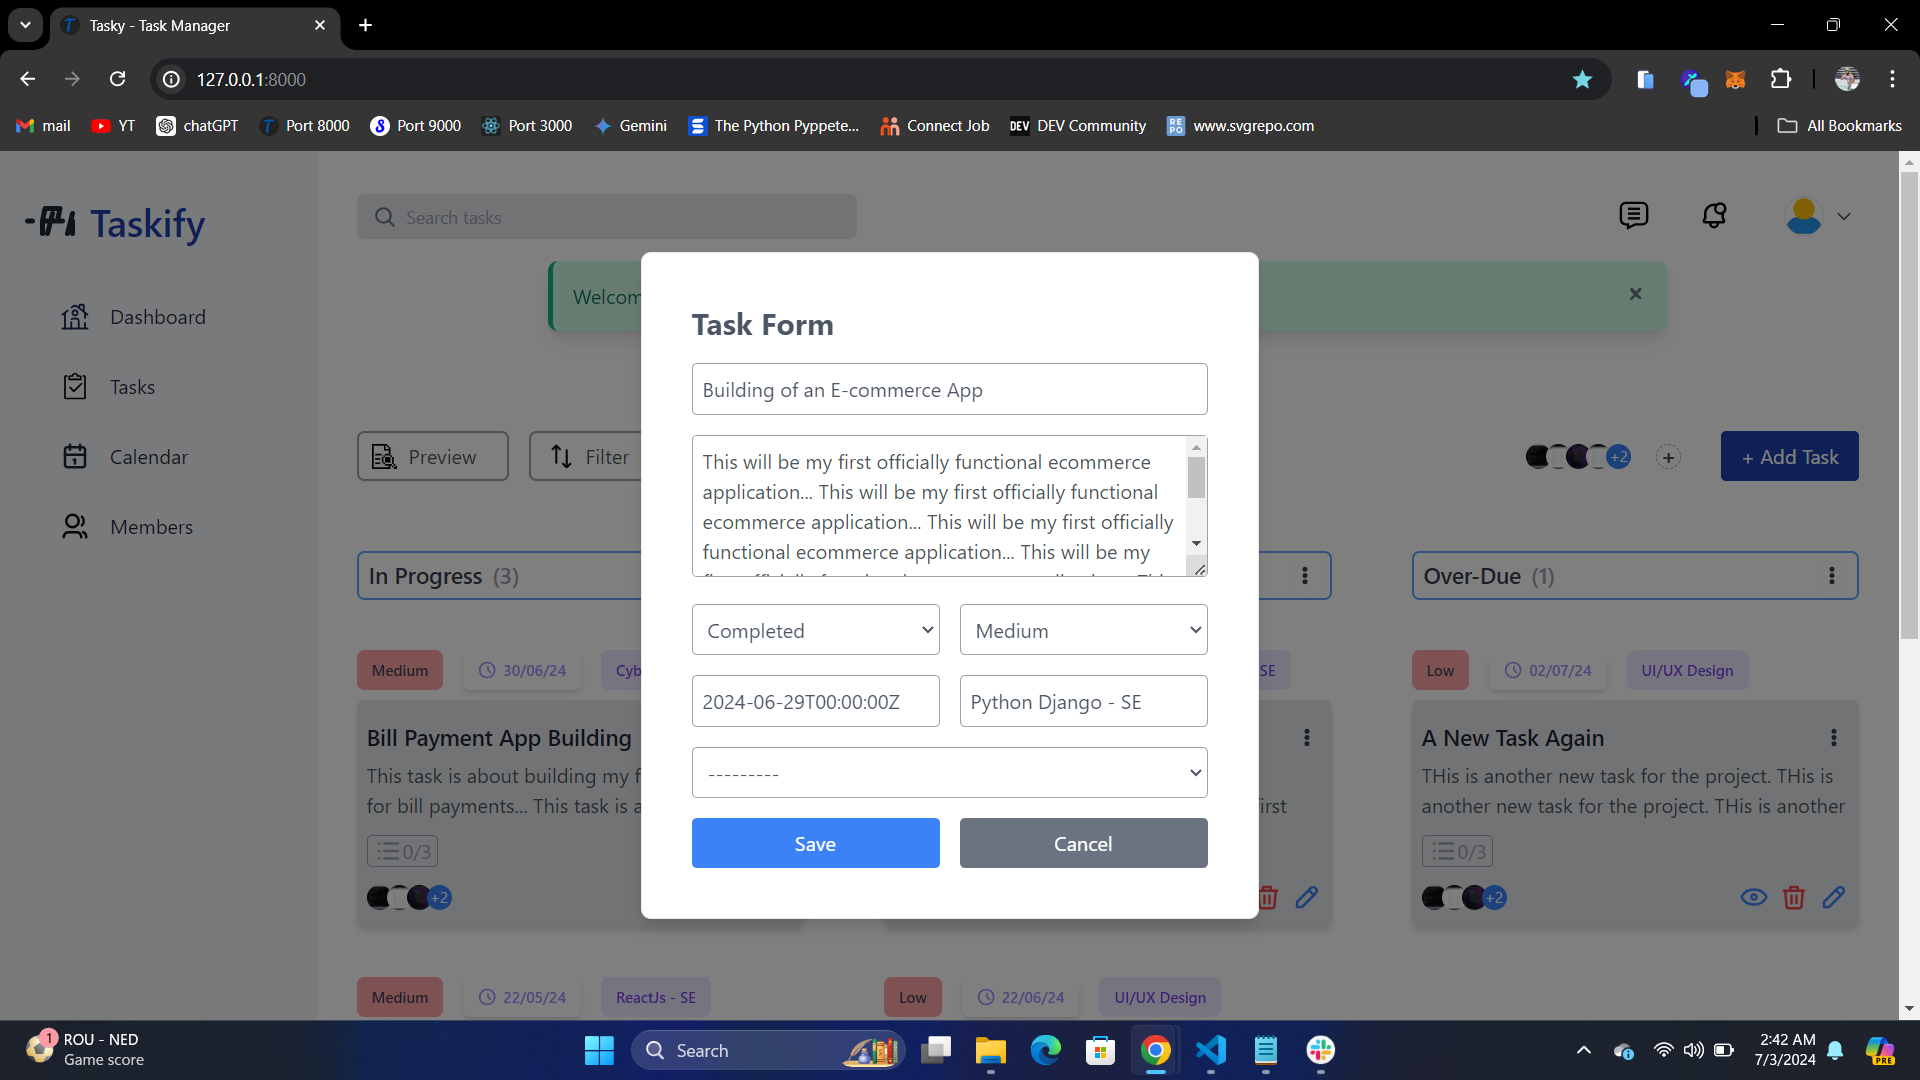 Tasky - Task Manager
127.0.0.1:8000
mail YT chatGPT Port 8000 Port 9000 Port 3000 Gemini The Python Pyppete... Connect Job DEV DEV Community RE PO www.svgrepo.com All Bookmarks
Taskify
Search tasks
Dashboard
Tasks
Calendar
Members
Welcom
Preview
Filter
+2
+ Add Task
In Progress (3)
Over-Due (1)
Medium 30/06/24 Cyb
SE
Low 02/07/24 UI/UX Design
Bill Payment App Building
This task is about building my f
for bill payments... This task is a
0/3
+2
irst
A New Task Again
THis is another new task for the project. THis is
another new task for the project. THis is another
0/3
+2
Medium 22/05/24 ReactJs - SE
Low 22/06/24 UI/UX Design
Task Form
Building of an E-commerce App
This will be my first officially functional ecommerce
application... This will be my first officially functional
ecommerce application... This will be my first officially
functional ecommerce application... This will be my
Completed
Medium
2024-06-29T00:00:00Z
Python Django - SE
---------
Save
Cancel
1
ROU - NED
Game score
Search
2:42 AM
7/3/2024
PRE